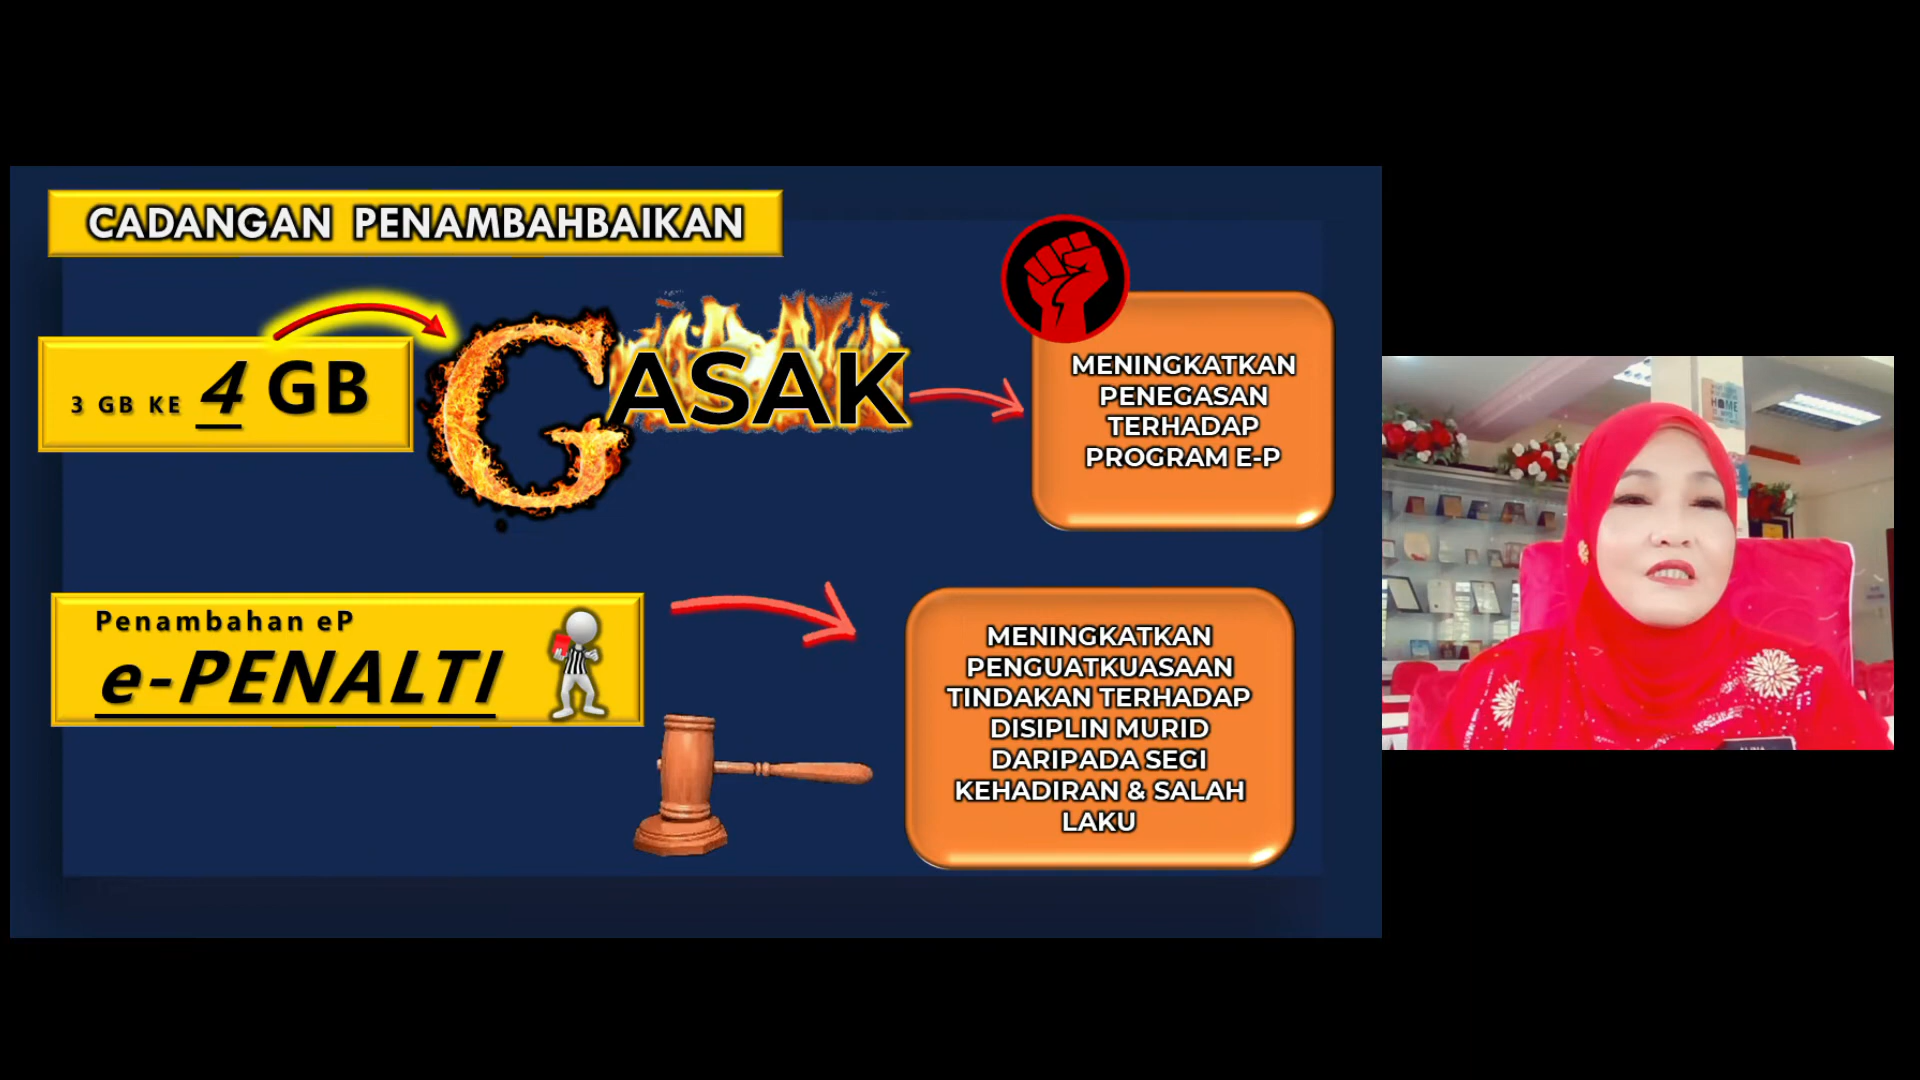 CADANGAN PENAMBAHBAIKAN
3 GB KE 4 GB
GASAK
MENINGKATKAN
PENEGASAN
TERHADAP
PROGRAM E-P
Penambahan eP
e-PENALTI
MENINGKATKAN
PENGUATKUASAAN
TINDAKAN TERHADAP
DISIPLIN MURID
DARIPADA SEGI
KEHADIRAN & SALAH
LAKU
HOME